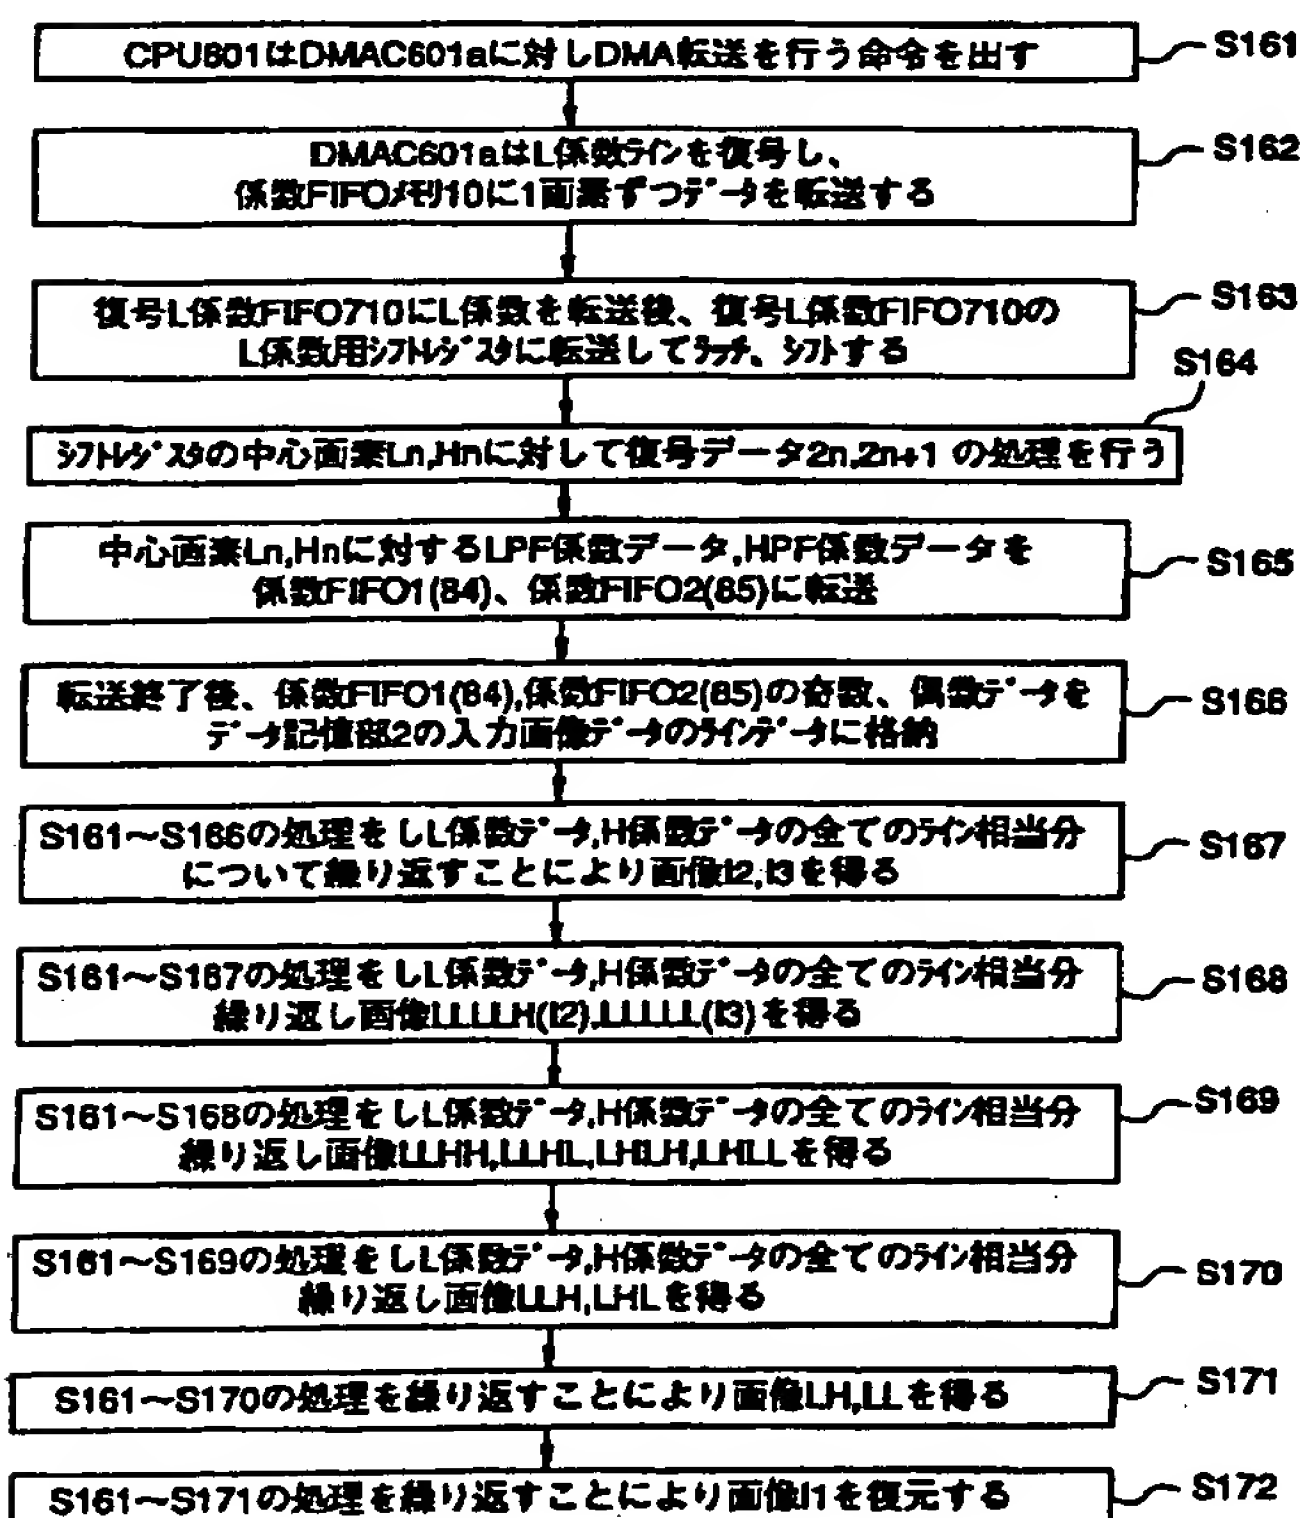 CPU601はDMAC601aに対しDMA転送を行う命令を出す
S161
DMAC601aはL係数ラインを復号し、
係数FIFOメモリ10に1画素ずつデータを転送する
S162
復号L係数FIFO710にL係数を転送後、復号L係数FIFO710の
L係数用シフトレジスタに転送してラッチ、シフトする
S163
S164
シフトレジスタの中心画素Ln,Hnに対して復号データ2n,2n+1 の処理を行う
中心画素Ln,Hnに対するLPF係数データ,HPF係数データを
係数FIFO1(84)、係数FIFO2(85)に転送
S165
転送終了後、係数FIFO1(84),係数FIFO2(85)の奇数、偶数データを
データ記憶部2の入力画像データのラインデータに格納
S166
S161〜S166の処理をしL係数データ,H係数データの全てのライン相当分
について繰り返すことにより画像I2,I3を得る
S167
S161〜S167の処理をしL係数データ,H係数データの全てのライン相当分
繰り返し画像LLLLH(I2),LLLLL(I3)を得る
S168
S161〜S168の処理をしL係数データ,H係数データの全てのライン相当分
繰り返し画像LLHH,LLHL,LHLH,LHLLを得る
S169
S161〜S169の処理をしL係数データ,H係数データの全てのライン相当分
繰り返し画像LLH,LHLを得る
S170
S161〜S170の処理を繰り返すことにより画像LH,LLを得る
S171
S161〜S171の処理を繰り返すことにより画像I1を復元する
S172